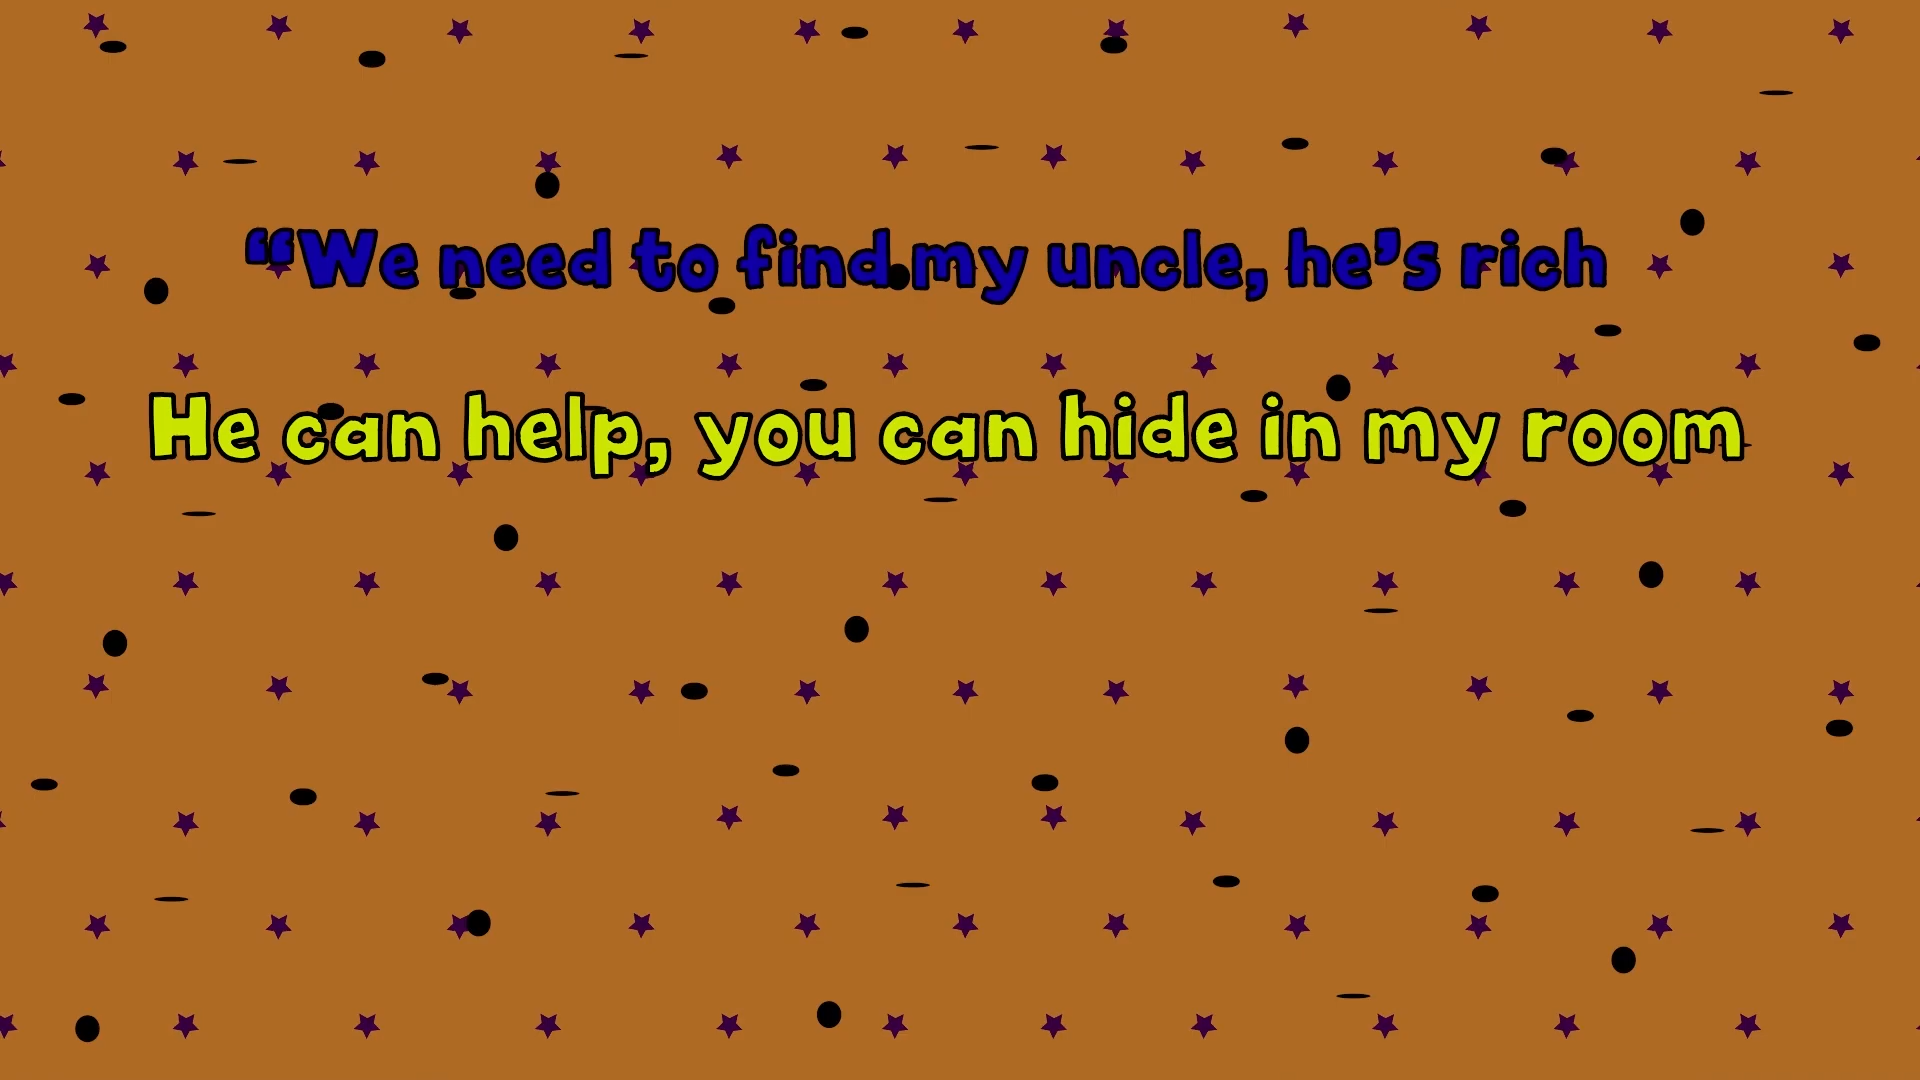 “We need to find my uncle, he’s rich
He can help, you can hide in my room